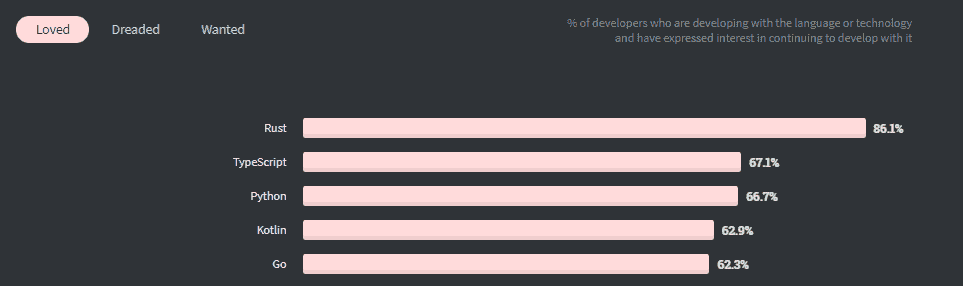 Loved Dreaded Wanted
% of developers who are developing with the language or technology
and have expressed interest in continuing to develop with it
Rust 86.1%
TypeScript 67.1%
Python 66.7%
Kotlin 62.9%
Go 62.3%